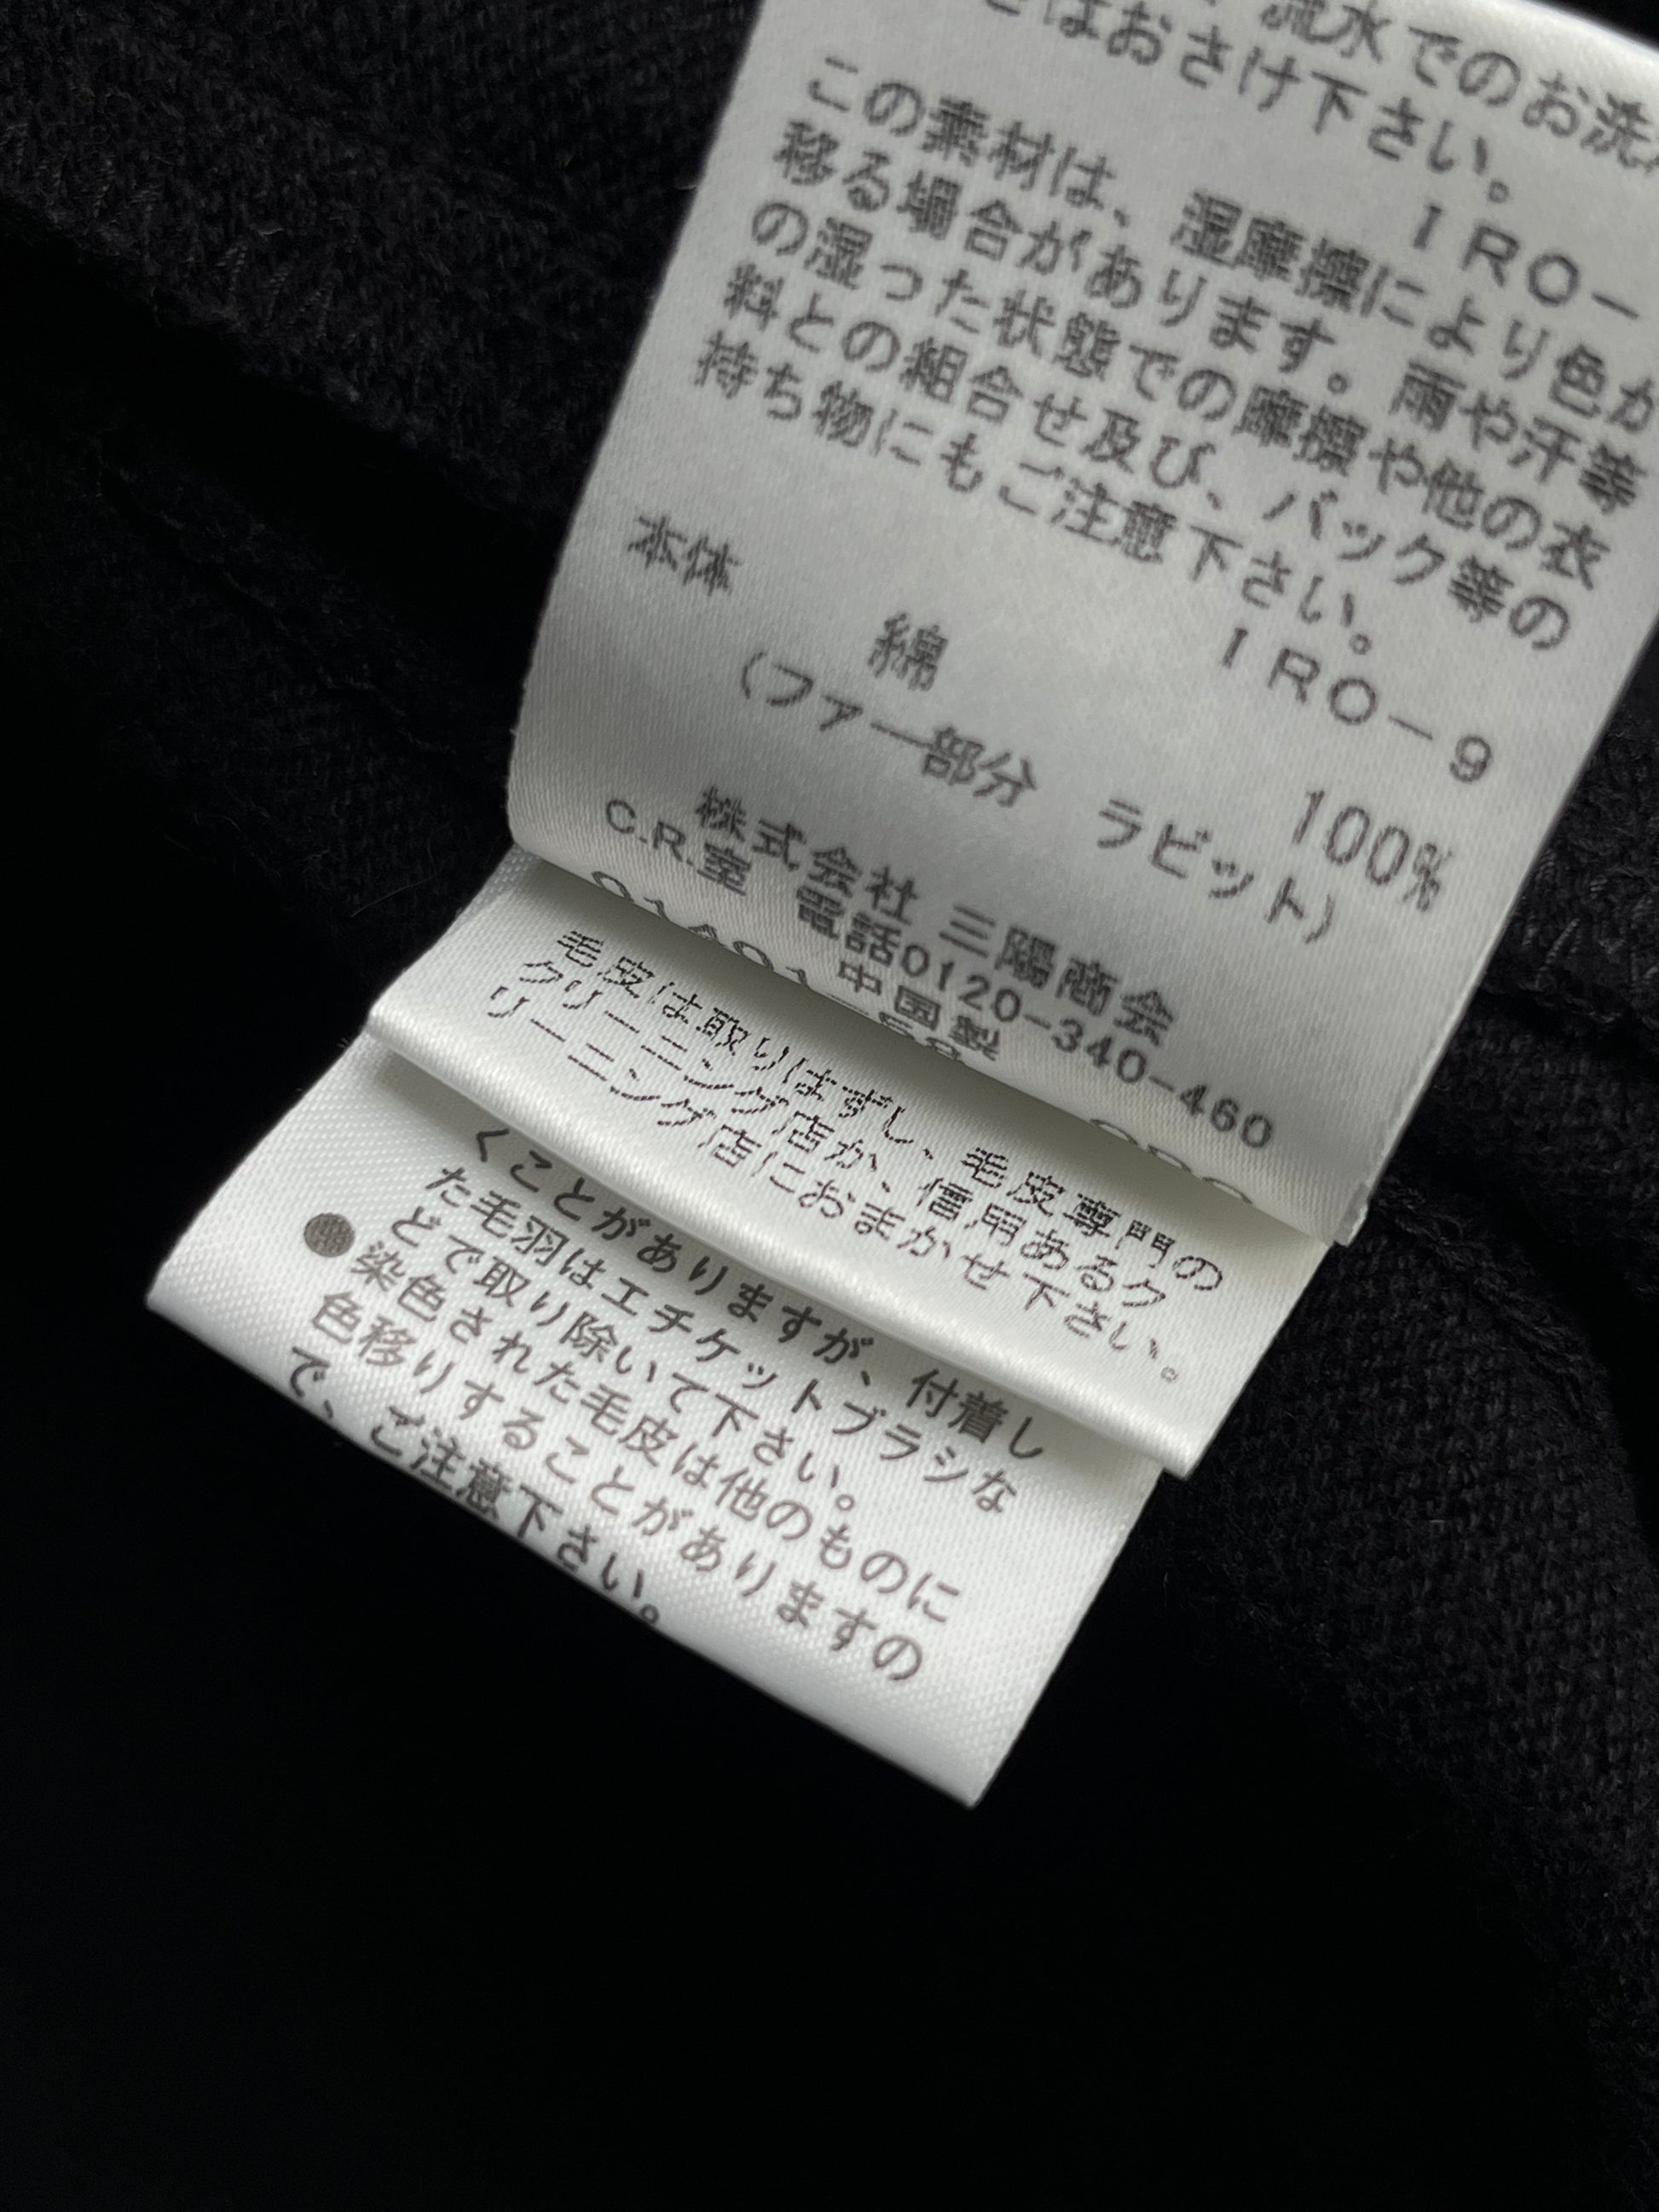 流水でのお洗
はおさけ下さい。
IRO－
この素材は、湿摩擦により色が
移る場合があります。雨や汗等
の湿った状態での摩擦や他の衣
料との組合せ及び、バック等の
持ち物にもご注意下さい。
IRO－9
本体
綿 100%
(ファー部分 ラビット)
株式会社 三陽商会
C.R.室 電話0120-340-460
中国製
毛皮は取りはずし、毛皮専門の
クリーニング店か、信用あるク
リーニング店におまかせ下さい。
くことがありますが、付着し
た毛羽はエチケットブラシな
どで取り除いて下さい。
●染色された毛皮は他のものに
色移りすることがありますの
で、ご注意下さい。